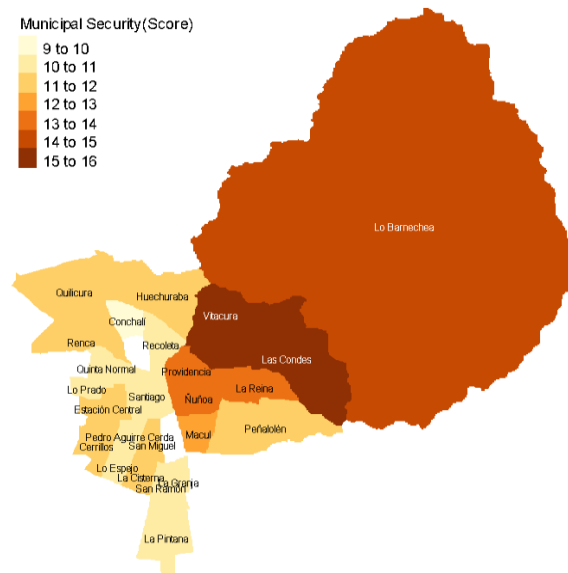 Municipal Security(Score)
9 to 10
10 to 11
11 to 12
12 to 13
13 to 14
14 to 15
15 to 16
Lo Barnechea
Quilicura
Huechuraba
Vitacura
Conchalí
Renca
Recoleta
Las Condes
Quinta Normal
Providencia
Lo Prado
La Reina
Santiago
Ñuñoa
Estación Central
Peñalolén
Pedro Aguirre Cerda
Macul
Cerrillos
San Miguel
Lo Espejo
La Cisterna
La Granja
San Ramón
La Pintana